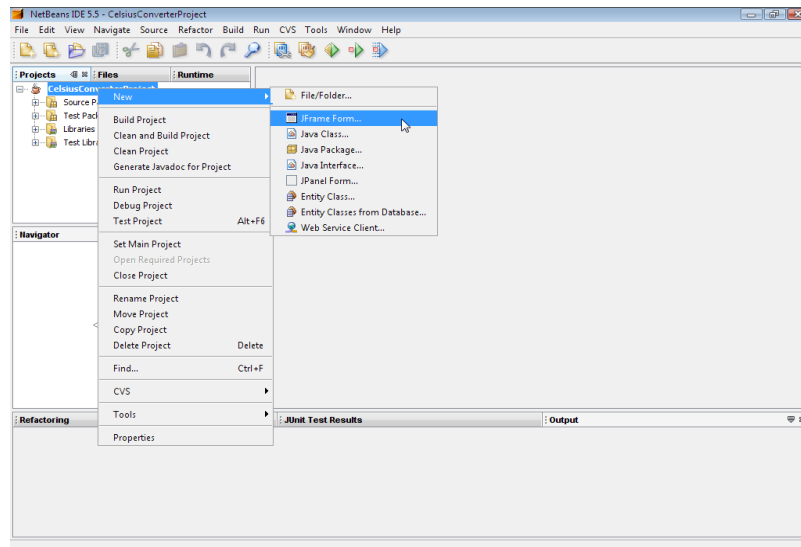 NetBeans IDE 5.5 - CelsiusConverterProject
File Edit View Navigate Source Refactor Build Run CVS Tools Window Help
Projects Files Runtime
CelsiusConverterProject
Source
Test
Libraries
Test
Navigator
New
Build Project
Clean and Build Project
Clean Project
Generate Javadoc for Project
Run Project
Debug Project
Test Project Alt+F6
Set Main Project
Open Required Projects
Close Project
Rename Project
Move Project
Copy Project
Delete Project Delete
Find... Ctrl+F
CVS
Tools
Properties
File/Folder...
JFrame Form...
Java Class...
Java Package...
Java Interface...
JPanel Form...
Entity Class...
Entity Classes from Database...
Web Service Client...
Refactoring JUnit Test Results Output